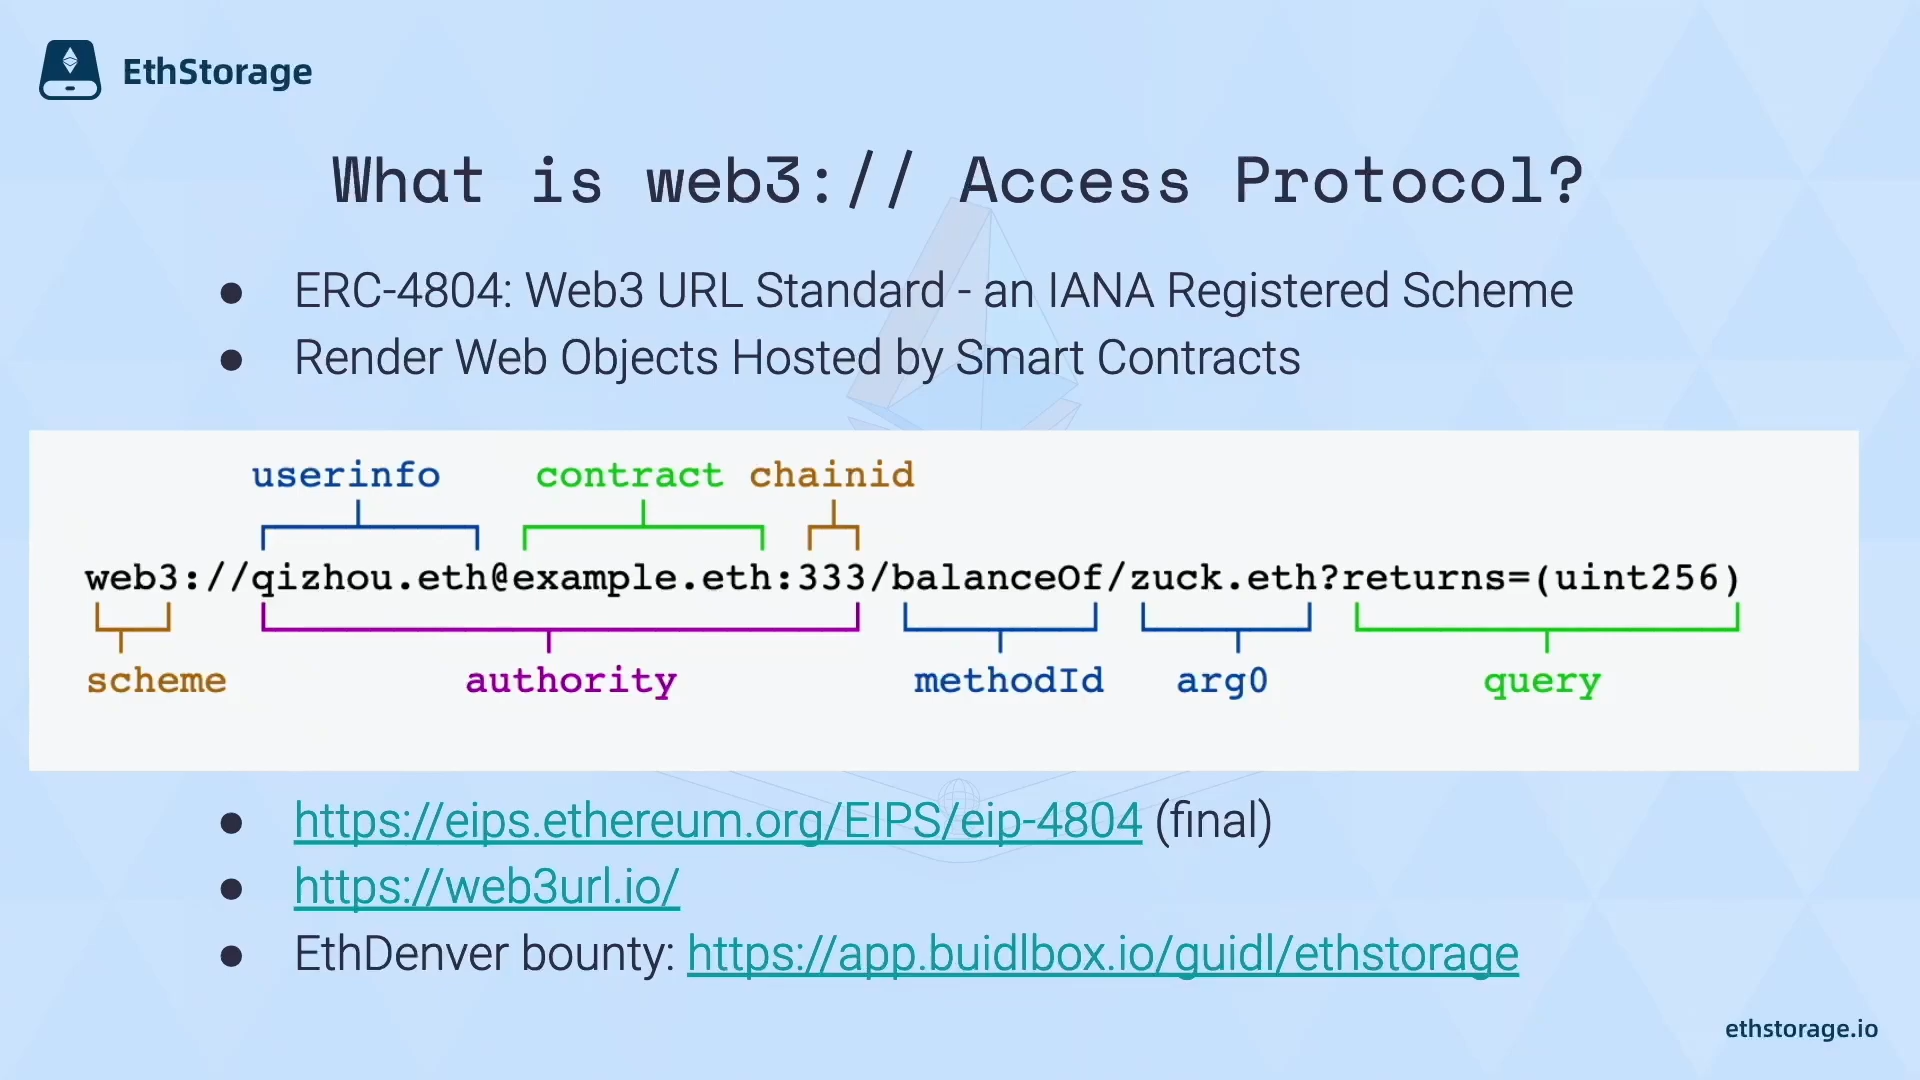 EthStorage
What is web3:// Access Protocol?
● ERC-4804: Web3 URL Standard - an IANA Registered Scheme
● Render Web Objects Hosted by Smart Contracts
userinfo contract chainid
web3://qizhou.eth@example.eth:333/balanceOf/zuck.eth?returns=(uint256)
scheme authority methodId arg0 query
● https://eips.ethereum.org/EIPS/eip-4804 (final)
● https://web3url.io/
● EthDenver bounty: https://app.buidlbox.io/guidl/ethstorage
ethstorage.io